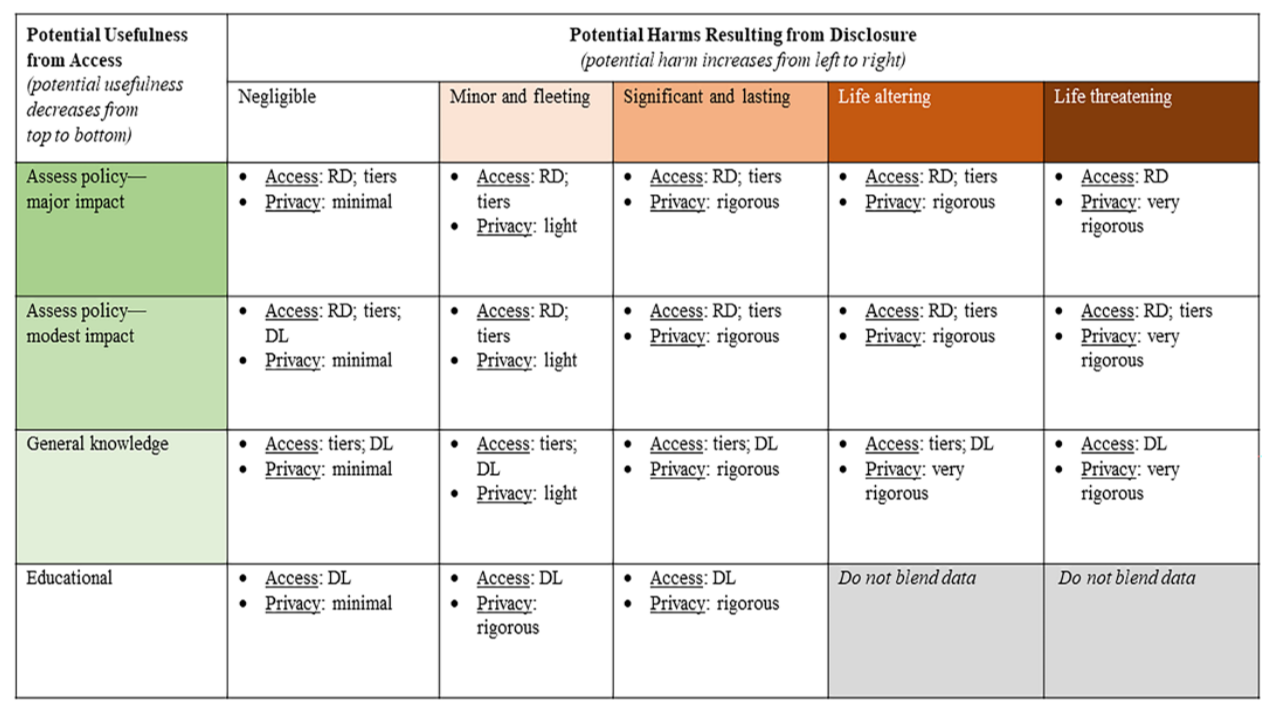 Potential Usefulness
from Access
(potential usefulness
decreases from
top to bottom)
Potential Harms Resulting from Disclosure
(potential harm increases from left to right)
Negligible
Minor and fleeting
Significant and lasting
Life altering
Life threatening
Assess policy—
major impact
• Access: RD; tiers
• Privacy: minimal
• Access: RD;
tiers
• Privacy: light
• Access: RD; tiers
• Privacy: rigorous
• Access: RD; tiers
• Privacy: rigorous
• Access: RD
• Privacy: very
rigorous
Assess policy—
modest impact
• Access: RD; tiers;
DL
• Privacy: minimal
• Access: RD;
tiers
• Privacy: light
• Access: RD; tiers
• Privacy: rigorous
• Access: RD; tiers
• Privacy: rigorous
• Access: RD; tiers
• Privacy: very
rigorous
General knowledge
• Access: tiers; DL
• Privacy: minimal
• Access: tiers;
DL
• Privacy: light
• Access: tiers; DL
• Privacy: rigorous
• Access: tiers; DL
• Privacy: very
rigorous
• Access: DL
• Privacy: very
rigorous
Educational
• Access: DL
• Privacy: minimal
• Access: DL
• Privacy:
rigorous
• Access: DL
• Privacy: rigorous
Do not blend data
Do not blend data